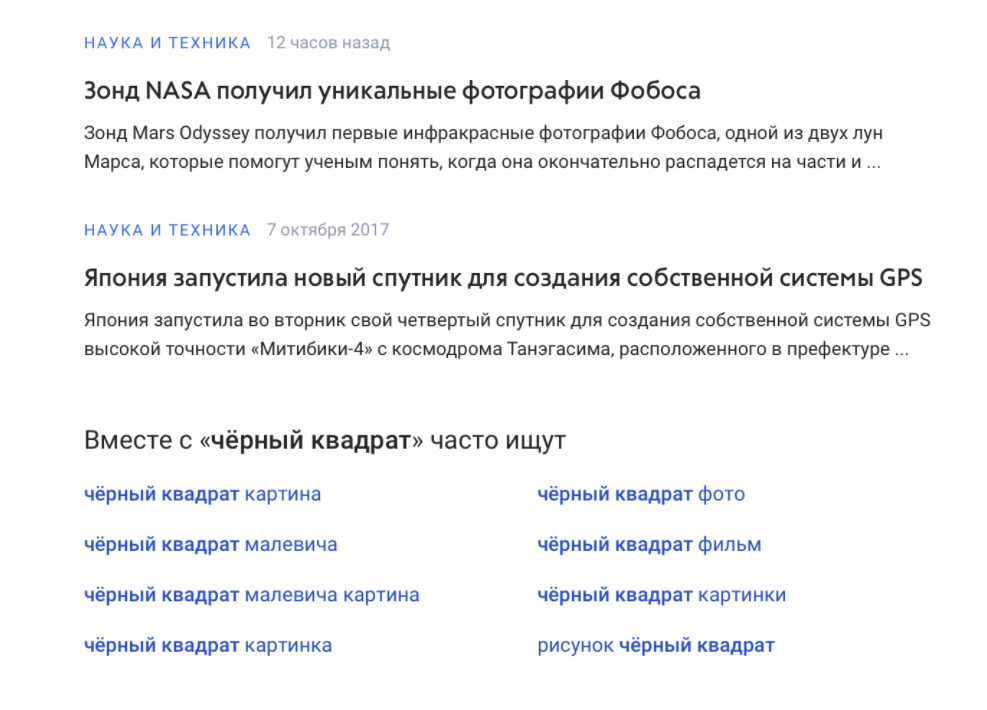 НАУКА И ТЕХНИКА 12 часов назад
Зонд NASA получил уникальные фотографии Фобоса
Зонд Mars Odyssey получил первые инфракрасные фотографии Фобоса, одной из двух лун
Марса, которые помогут ученым понять, когда она окончательно распадется на части и ...
НАУКА И ТЕХНИКА 7 октября 2017
Япония запустила новый спутник для создания собственной системы GPS
Япония запустила во вторник свой четвертый спутник для создания собственной системы GPS
высокой точности «Митибики-4» с космодрома Танэгасима, расположенного в префектуре ...
Вместе с «чёрный квадрат» часто ищут
чёрный квадрат картина
чёрный квадрат фото
чёрный квадрат малевича
чёрный квадрат фильм
чёрный квадрат малевича картина
чёрный квадрат картинки
чёрный квадрат картинка
рисунок чёрный квадрат